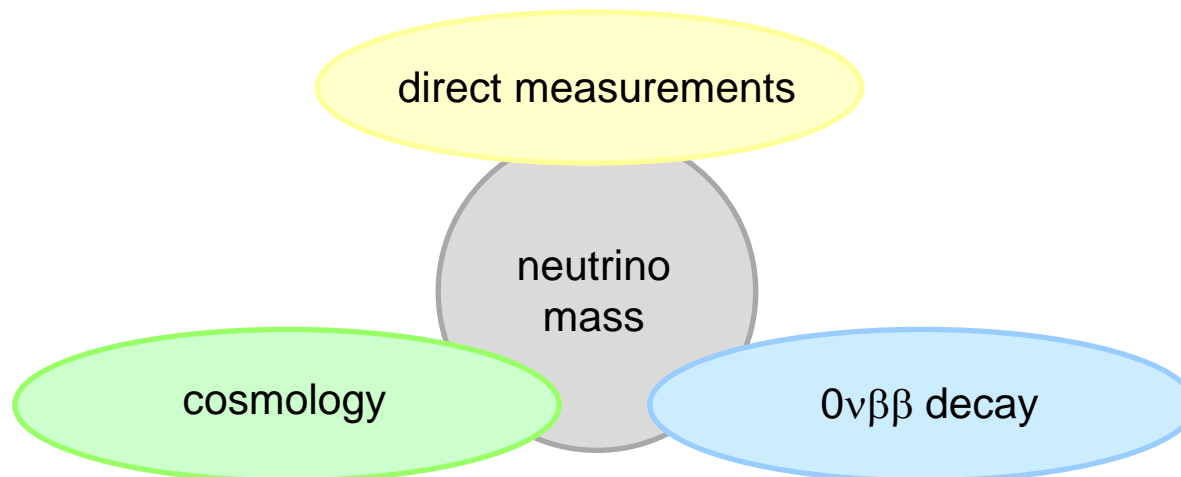 direct measurements
neutrino
mass
cosmology
0νββ decay